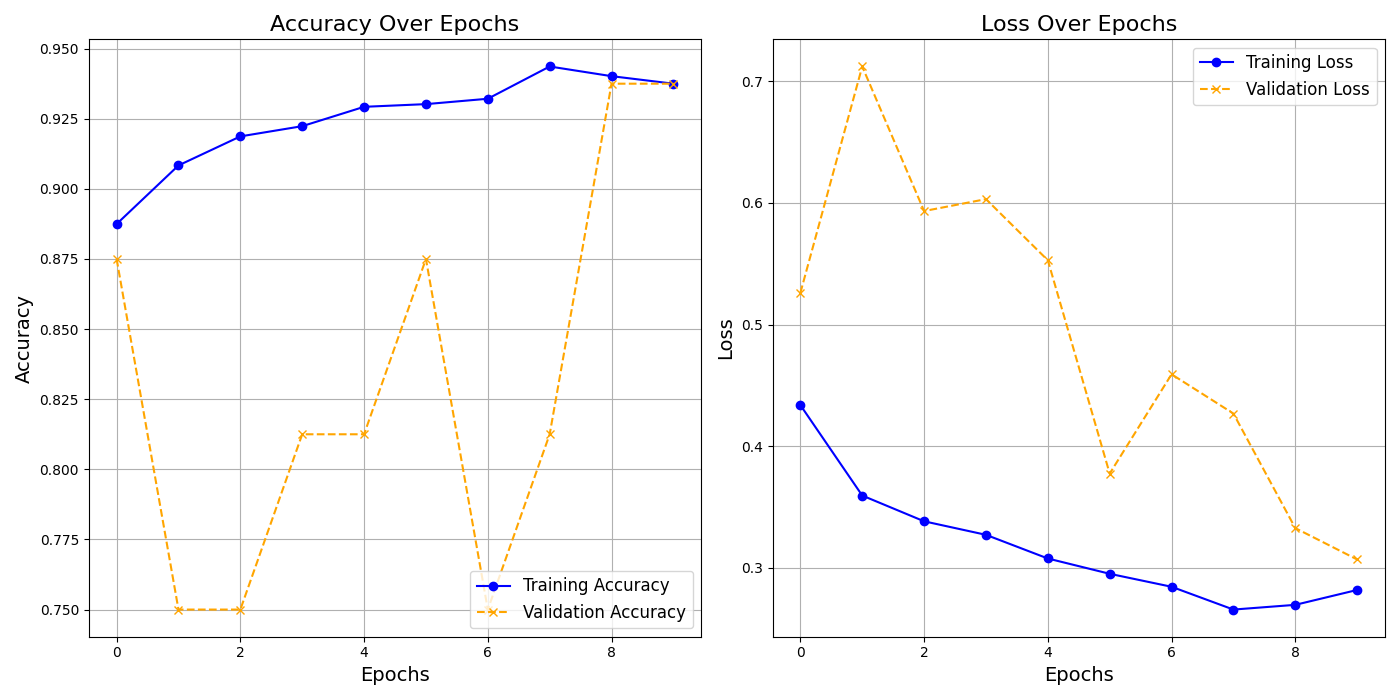 Accuracy Over Epochs
Accuracy
0.950
0.925
0.900
0.875
0.850
0.825
0.800
0.775
0.750
0 2 4 6 8
Epochs
Training Accuracy
Validation Accuracy
Loss Over Epochs
Loss
0.7
0.6
0.5
0.4
0.3
0 2 4 6 8
Epochs
Training Loss
Validation Loss